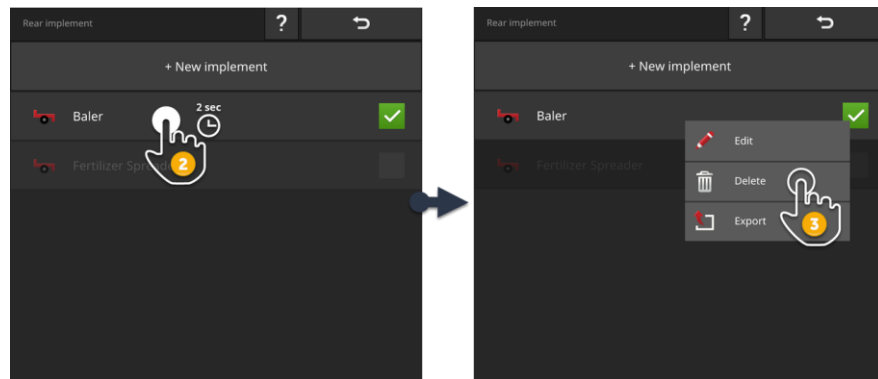 Rear implement ?
+ New implement
Baler
2 sec
Fertilizer Spreader
2
Rear implement ?
+ New implement
Baler
Edit
Fertilizer Spreader
Delete
Export
3